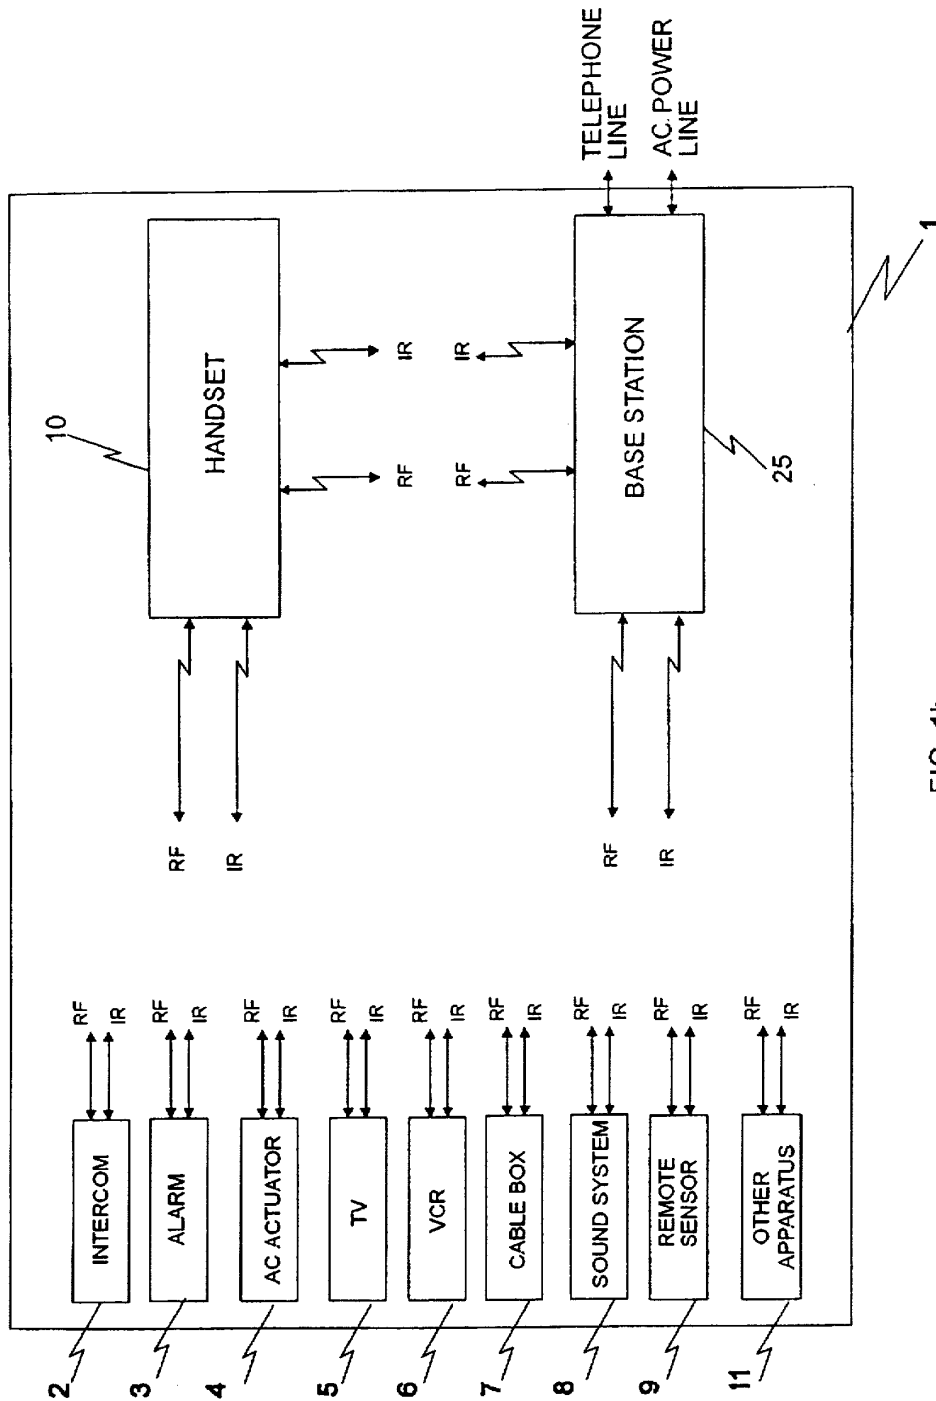 10
2
INTERCOM
RF
IR
3
ALARM
RF
IR
RF
IR
HANDSET
4
AC ACTUATOR
RF
IR
5
TV
RF
IR
6
VCR
RF
IR
RF
IR
7
CABLE BOX
RF
IR
RF
IR
8
SOUND SYSTEM
RF
IR
RF
IR
BASE STATION
TELEPHONE
LINE
AC. POWER
LINE
9
REMOTE
SENSOR
RF
IR
11
OTHER
APPARATUS
RF
IR
25
1
FIG.